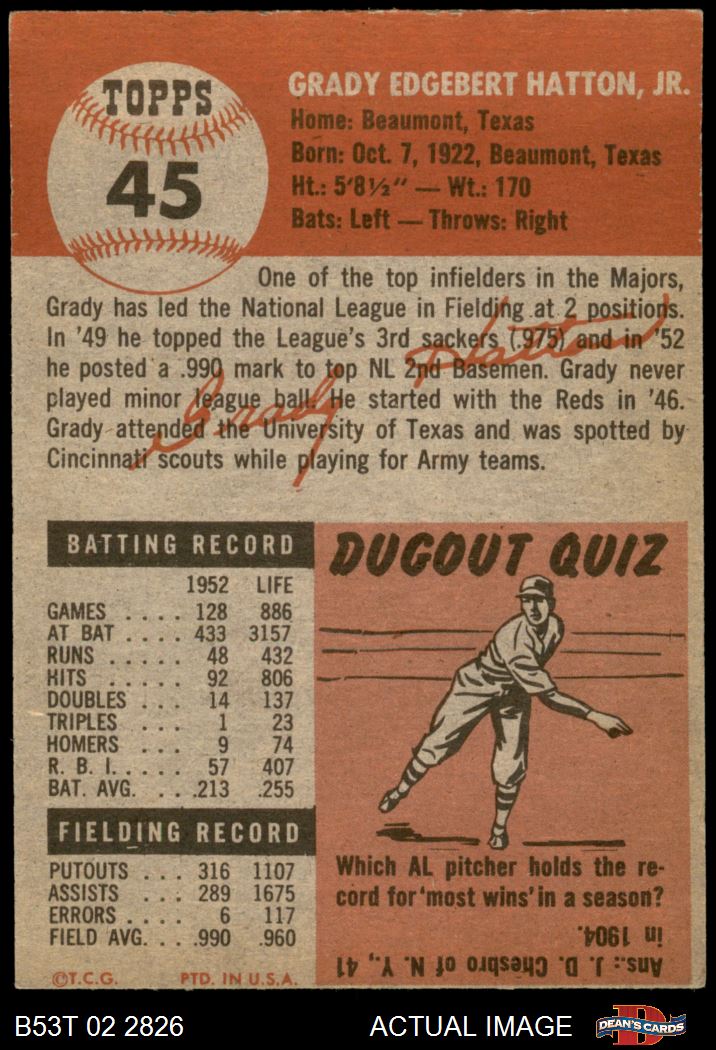 TOPPS
45
GRADY EDGEBERT HATTON, JR.
Home: Beaumont, Texas
Born: Oct. 7, 1922, Beaumont, Texas
Ht.: 5'8½" — Wt.: 170
Bats: Left — Throws: Right
One of the top infielders in the Majors,
Grady has led the National League in Fielding at 2 positions.
In '49 he topped the League's 3rd sackers (.975) and in '52
he posted a .990 mark to top NL 2nd Basemen. Grady never
played minor league ball. He started with the Reds in '46.
Grady attended the University of Texas and was spotted by
Cincinnati scouts while playing for Army teams.
Grady Hatton
BATTING RECORD
1952 LIFE
GAMES .... 128 886
AT BAT .... 433 3157
RUNS ..... 48 432
HITS ..... 92 806
DOUBLES ... 14 137
TRIPLES ... 1 23
HOMERS ... 9 74
R. B. I. .... 57 407
BAT. AVG. ... .213 .255
FIELDING RECORD
PUTOUTS ... 316 1107
ASSISTS ... 289 1675
ERRORS .... 6 117
FIELD AVG. ... .990 .960
©T.C.G. PTD. IN U.S.A.
DUGOUT QUIZ
Which AL pitcher holds the re-
cord for 'most wins' in a season?
Ans.: J. D. Chesbro of N. Y., 41
in 1904.
B53T 02 2826 ACTUAL IMAGE
D
DEAN'S CARDS